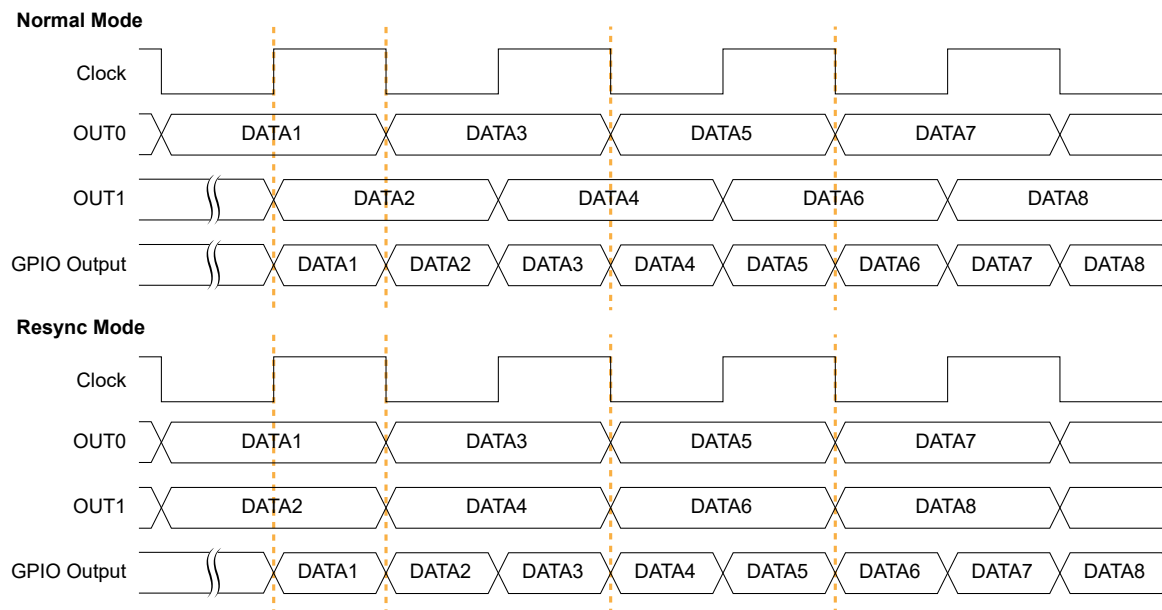 Normal Mode
Clock
OUT0 DATA1 DATA3 DATA5 DATA7
OUT1 DATA2 DATA4 DATA6 DATA8
GPIO Output DATA1 DATA2 DATA3 DATA4 DATA5 DATA6 DATA7 DATA8
Resync Mode
Clock
OUT0 DATA1 DATA3 DATA5 DATA7
OUT1 DATA2 DATA4 DATA6 DATA8
GPIO Output DATA1 DATA2 DATA3 DATA4 DATA5 DATA6 DATA7 DATA8